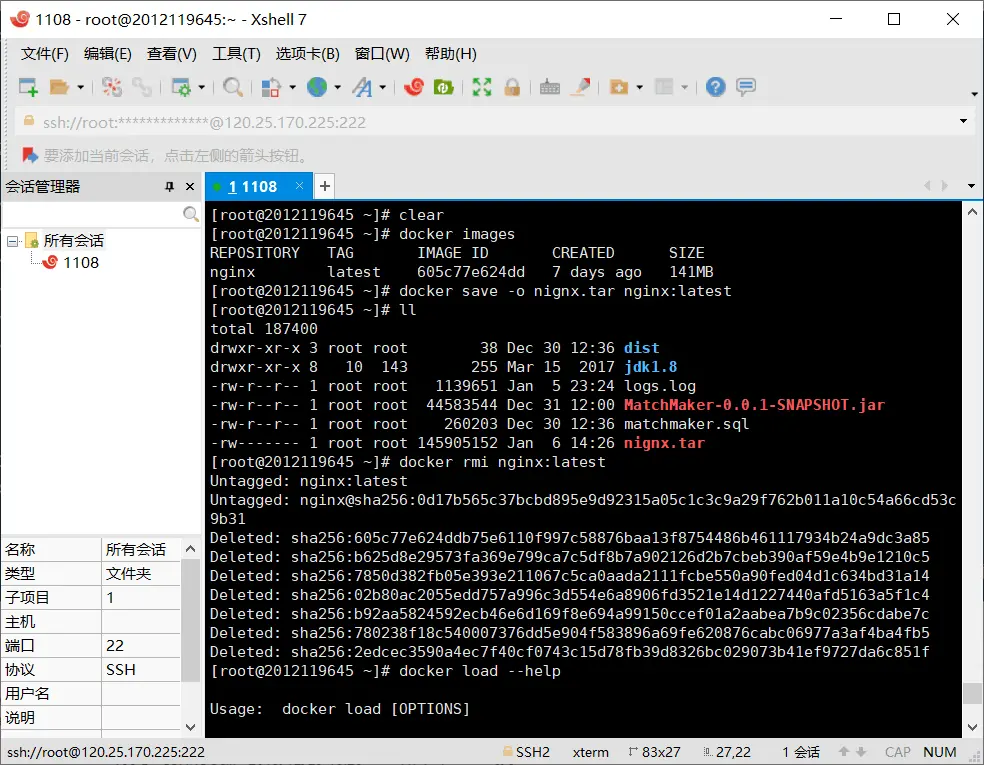 1108 - root@2012119645:~ - Xshell 7
文件(F) 编辑(E) 查看(V) 工具(T) 选项卡(B) 窗口(W) 帮助(H)
ssh://root:*************@120.25.170.225:222
要添加当前会话，点击左侧的箭头按钮。
会话管理器
1 1108
所有会话
1108
[root@2012119645 ~]# clear
[root@2012119645 ~]# docker images
REPOSITORY   TAG       IMAGE ID       CREATED      SIZE
nginx        latest    605c77e624dd   7 days ago   141MB
[root@2012119645 ~]# docker save -o nignx.tar nginx:latest
[root@2012119645 ~]# ll
total 187400
drwxr-xr-x 3 root root        38 Dec 30 12:36 dist
drwxr-xr-x 8   10  143       255 Mar 15  2017 jdk1.8
-rw-r--r-- 1 root root   1139651 Jan  5 23:24 logs.log
-rw-r--r-- 1 root root  44583544 Dec 31 12:00 MatchMaker-0.0.1-SNAPSHOT.jar
-rw-r--r-- 1 root root    260203 Dec 30 12:36 matchmaker.sql
-rw------- 1 root root 145905152 Jan  6 14:26 nignx.tar
[root@2012119645 ~]# docker rmi nginx:latest
Untagged: nginx:latest
Untagged: nginx@sha256:0d17b565c37bcbd895e9d92315a05c1c3c9a29f762b011a10c54a66cd53c
9b31
Deleted: sha256:605c77e624ddb75e6110f997c58876baa13f8754486b461117934b24a9dc3a85
Deleted: sha256:b625d8e29573fa369e799ca7c5df8b7a902126d2b7cbeb390af59e4b9e1210c5
Deleted: sha256:7850d382fb05e393e211067c5ca0aada2111fcbe550a90fed04d1c634bd31a14
Deleted: sha256:02b80ac2055edd757a996c3d554e6a8906fd3521e14d1227440afd5163a5f1c4
Deleted: sha256:b92aa5824592ecb46e6d169f8e694a99150ccef01a2aabea7b9c02356cdabe7c
Deleted: sha256:780238f18c540007376dd5e904f583896a69fe620876cabc06977a3af4ba4fb5
Deleted: sha256:2edcec3590a4ec7f40cf0743c15d78fb39d8326bc029073b41ef9727da6c851f
[root@2012119645 ~]# docker load --help
Usage:  docker load [OPTIONS]
名称 所有会话
类型 文件夹
子项目 1
主机
端口 22
协议 SSH
用户名
说明
ssh://root@120.25.170.225:222 SSH2 xterm 83x27 27,22 1 会话 CAP NUM